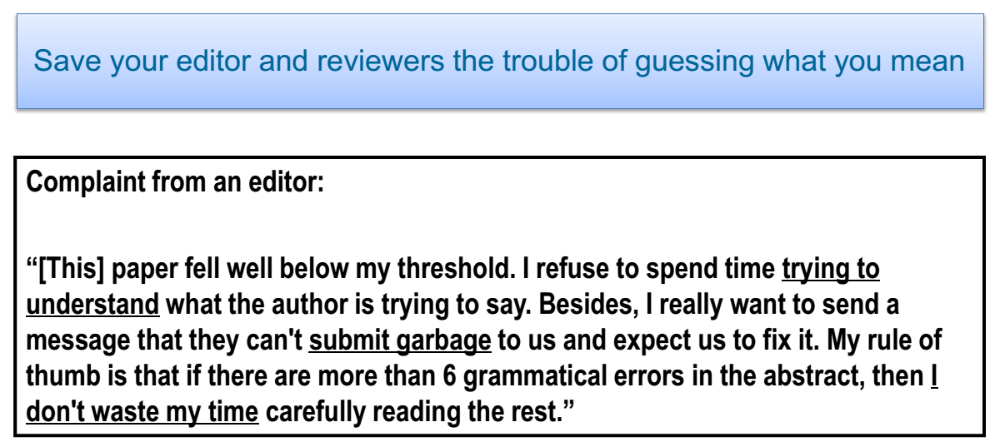 Save your editor and reviewers the trouble of guessing what you mean
Complaint from an editor:
“[This] paper fell well below my threshold. I refuse to spend time trying to
understand what the author is trying to say. Besides, I really want to send a
message that they can't submit garbage to us and expect us to fix it. My rule of
thumb is that if there are more than 6 grammatical errors in the abstract, then I
don't waste my time carefully reading the rest.”